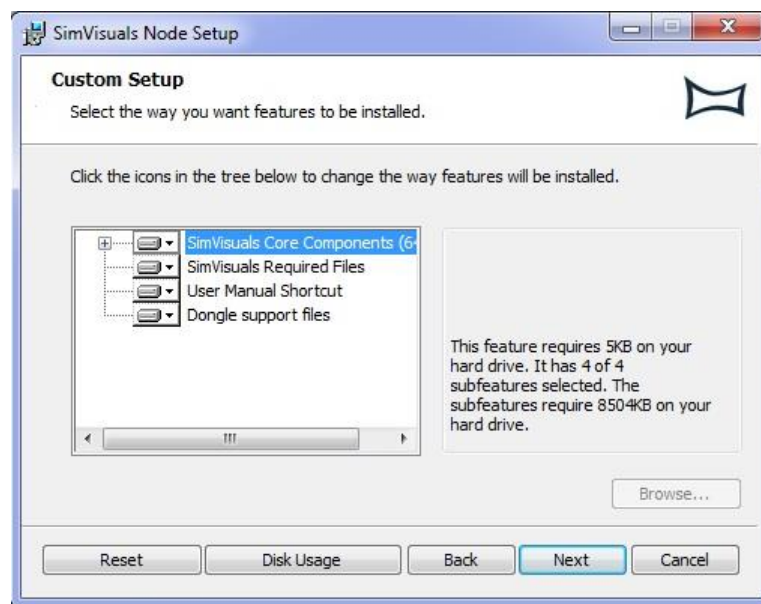 SimVisuals Node Setup
Custom Setup
Select the way you want features to be installed.
Click the icons in the tree below to change the way features will be installed.
SimVisuals Core Components (6
SimVisuals Required Files
User Manual Shortcut
Dongle support files
This feature requires 5KB on your
hard drive. It has 4 of 4
subfeatures selected. The
subfeatures require 8504KB on your
hard drive.
Browse...
Reset
Disk Usage
Back
Next
Cancel